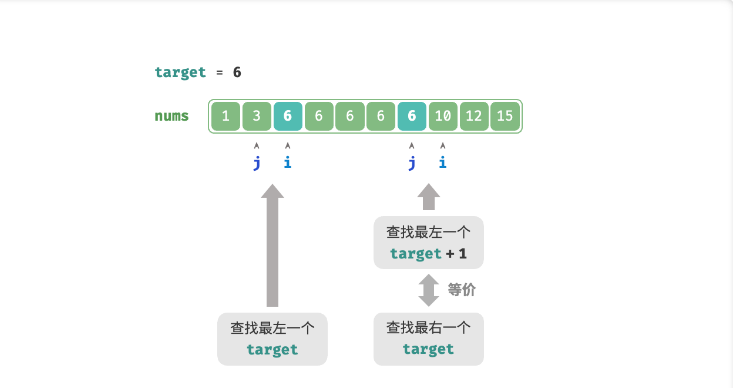 target = 6
nums 1 3 6 6 6 6 6 10 12 15
j i j i
查找最左一个
target + 1
等价
查找最左一个
target
查找最右一个
target